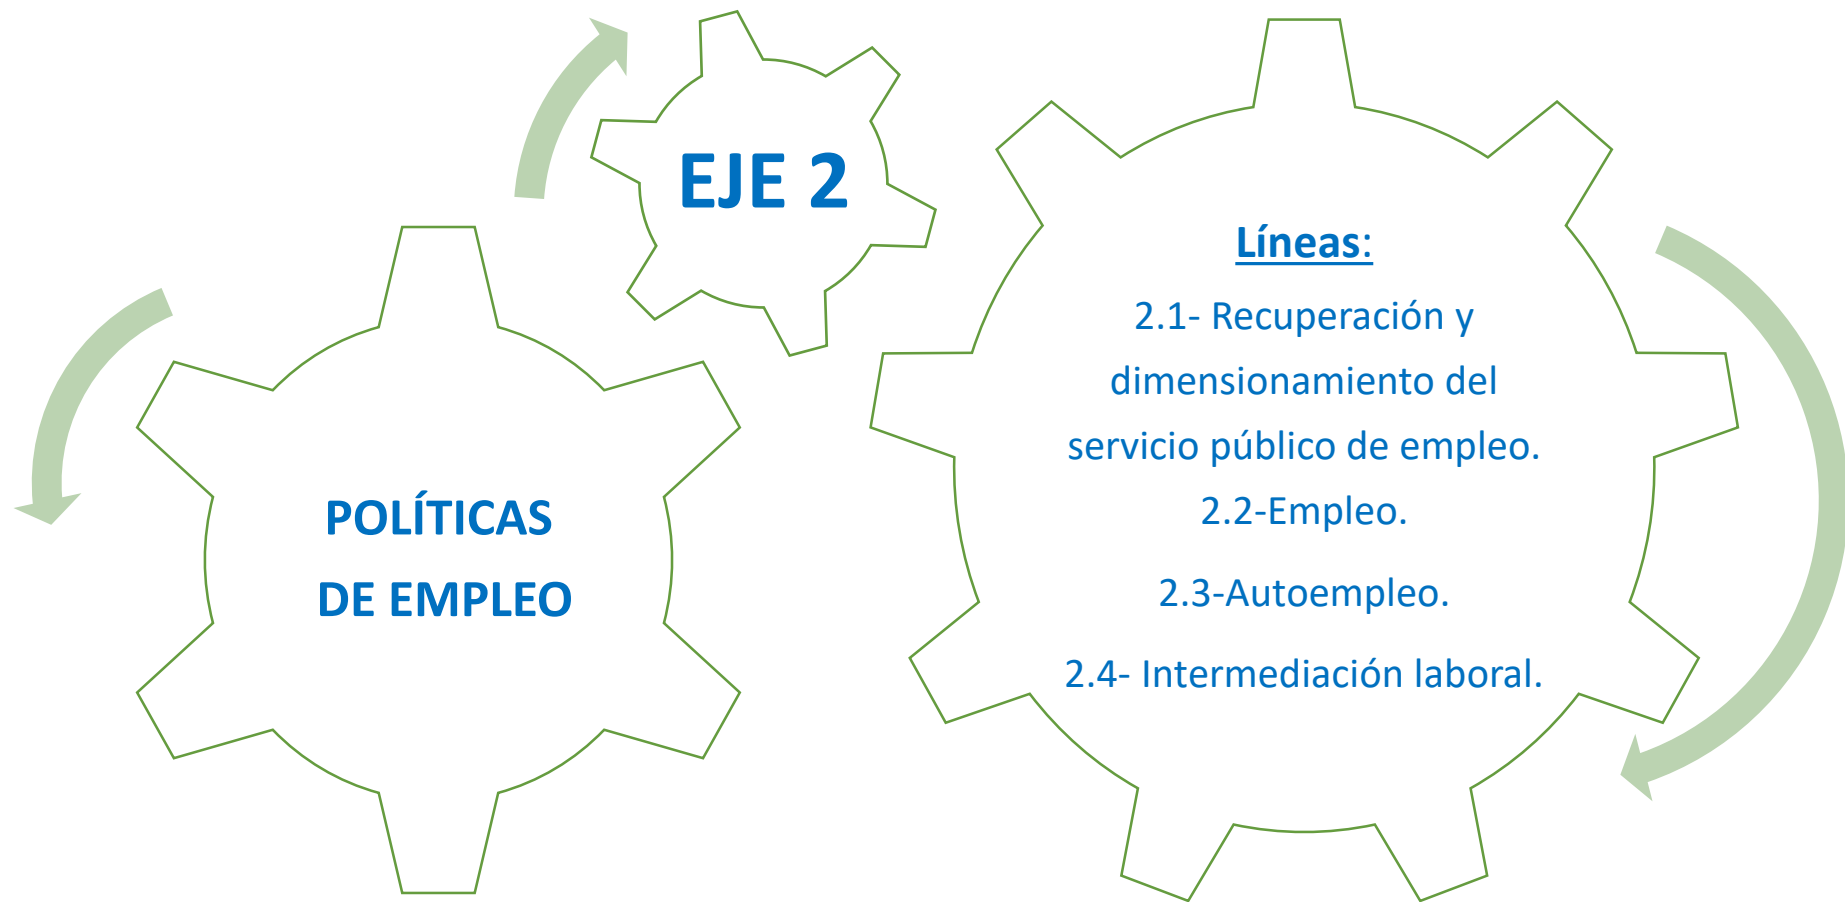 EJE 2
POLÍTICAS
DE EMPLEO
Líneas:
2.1- Recuperación y
dimensionamiento del
servicio público de empleo.
2.2-Empleo.
2.3-Autoempleo.
2.4- Intermediación laboral.